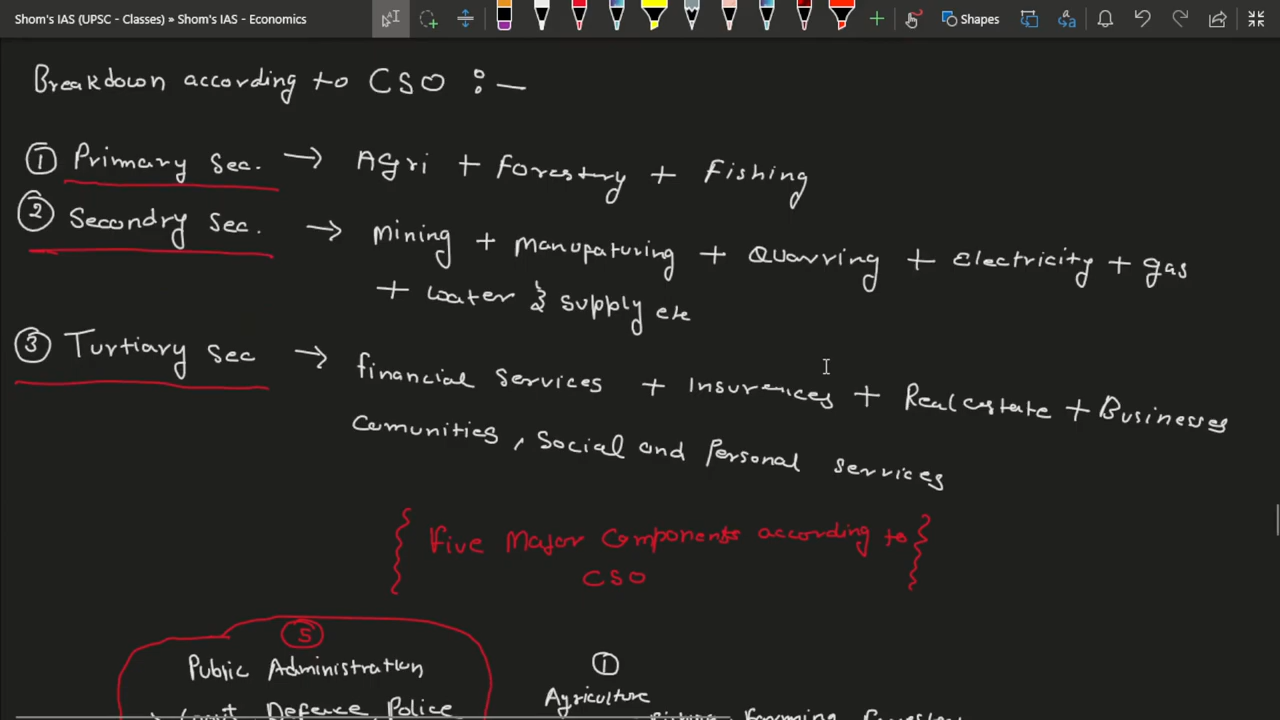 Shom's IAS (UPSC - Classes) » Shom's IAS - Economics
Shapes
Breakdown according to CSO :—
① Primary Sec. → Agri + Forestry + Fishing
② Secondry Sec. → Mining + Manupaturing + Quarring + Electricity + gas
+ water & supply etc
③ Turtiary Sec → financial services + Insurences + Realestate + Businesses
Comunities, Social and Personal services
{ Five Major Components according to }
CSO
⑤
Public Administration
Defence, Police
①
Agriculture